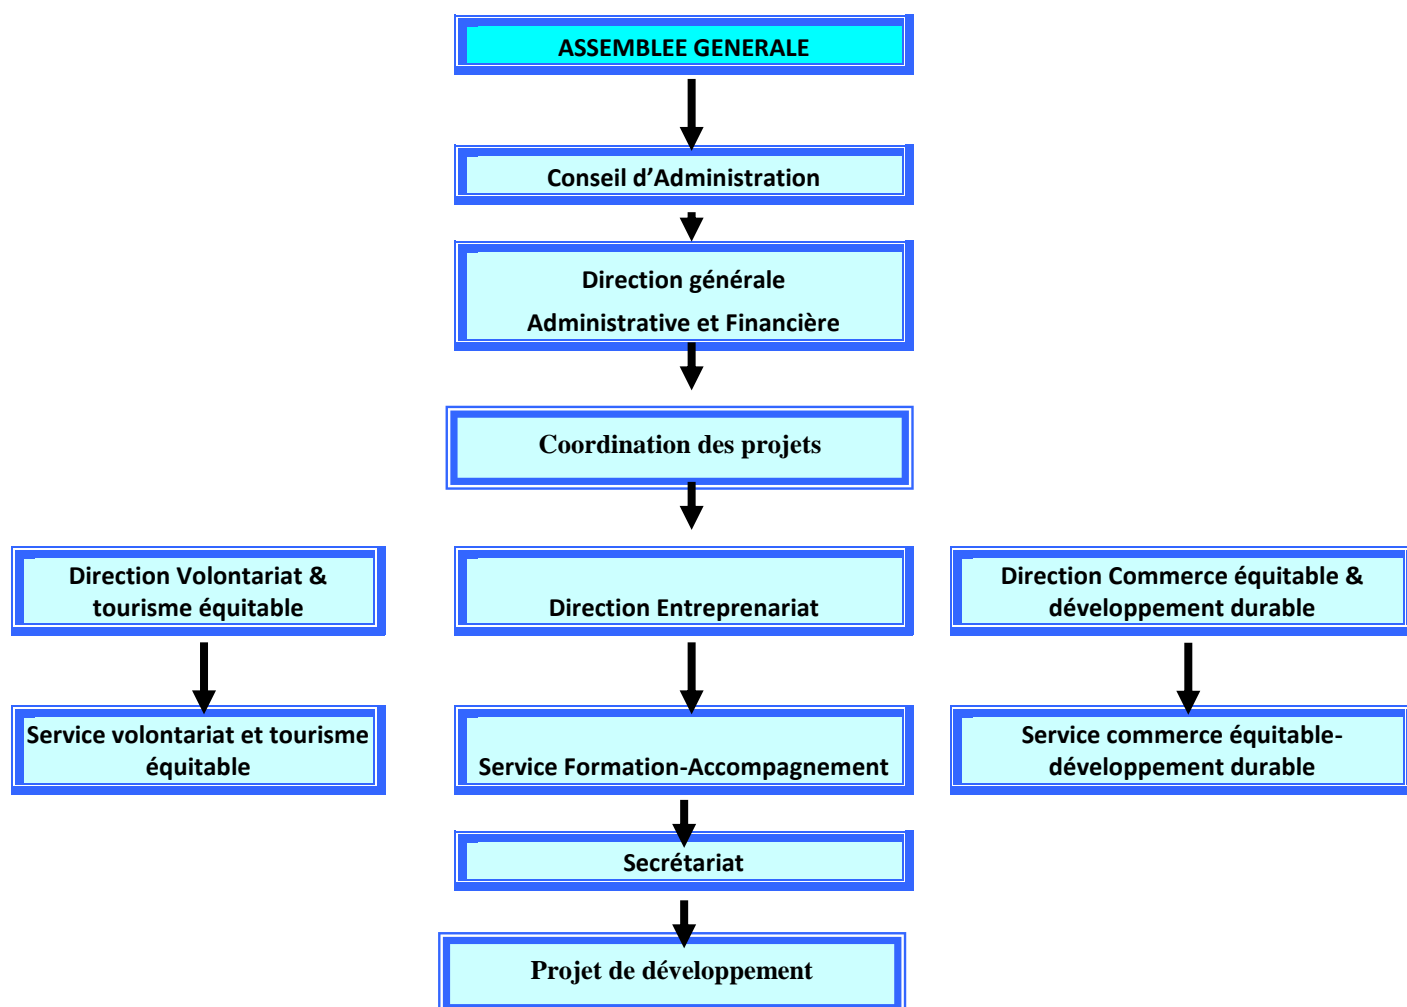 ASSEMBLEE GENERALE
Conseil d’Administration
Direction générale
Administrative et Financière
Coordination des projets
Direction Volontariat &
tourisme équitable
Direction Entreprenariat
Direction Commerce équitable &
développement durable
Service volontariat et tourisme
équitable
Service Formation-Accompagnement
Service commerce équitable-
développement durable
Secrétariat
Projet de développement